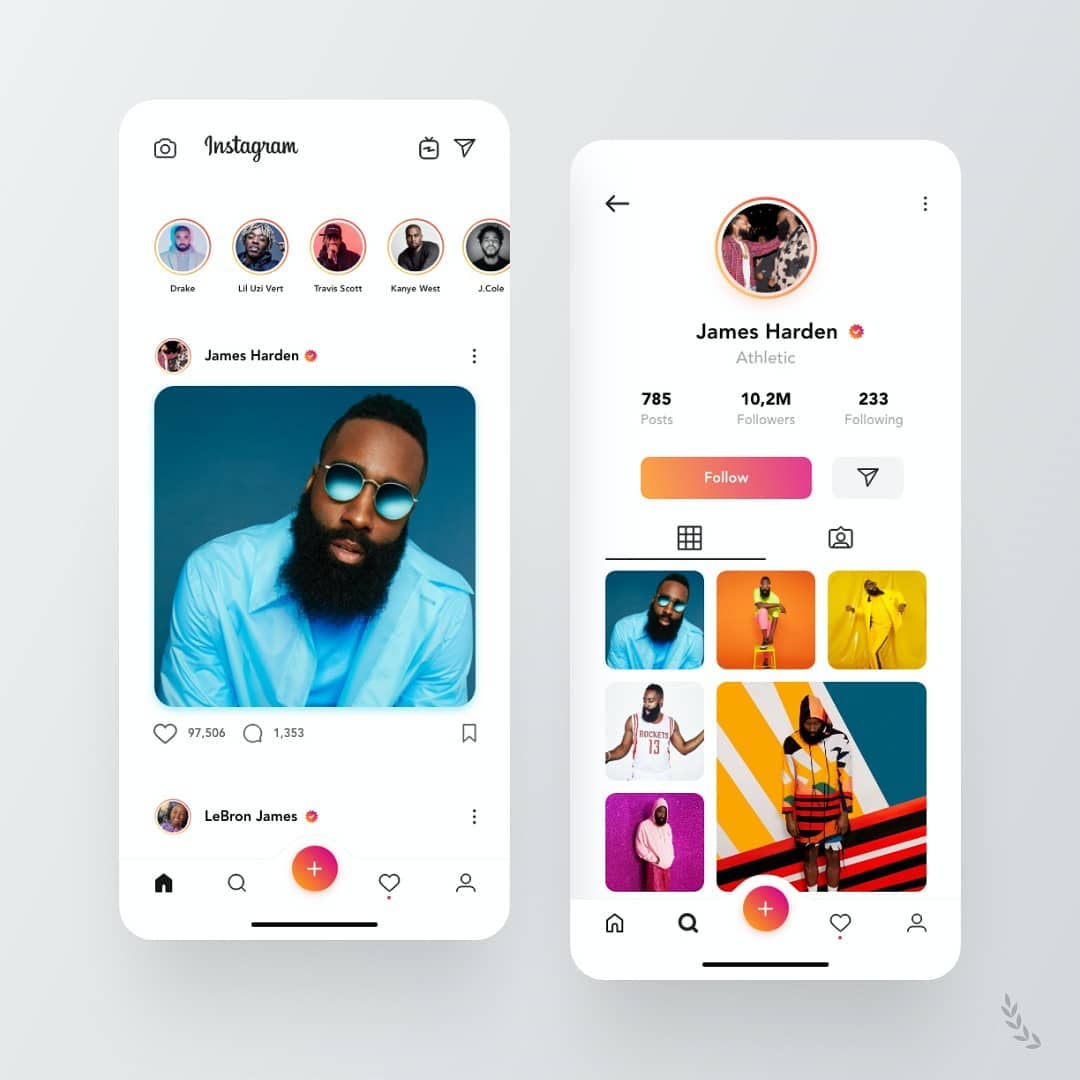 Instagram
Drake
Lil Uzi Vert
Travis Scott
Kanye West
J.Cole
James Harden
97,506
1,353
LeBron James
James Harden
Athletic
785
10,2M
233
Posts
Followers
Following
Follow
ROCKETS
13